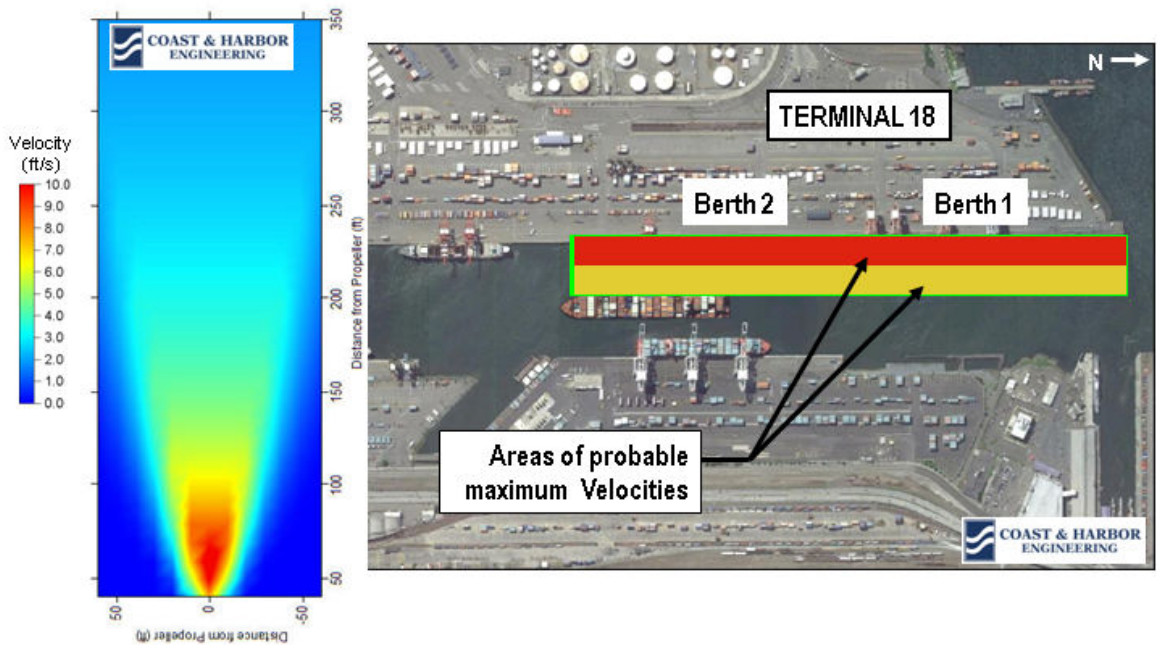 COAST & HARBOR
ENGINEERING
Velocity
(ft/s)
10.0
9.0
8.0
7.0
6.0
5.0
4.0
3.0
2.0
1.0
0.0
350
300
250
200
150
100
50
Distance from Propeller (ft)
50
0
-50
Distance from Propeller (ft)
N
TERMINAL 18
Berth 2
Berth 1
Areas of probable
maximum Velocities
COAST & HARBOR
ENGINEERING